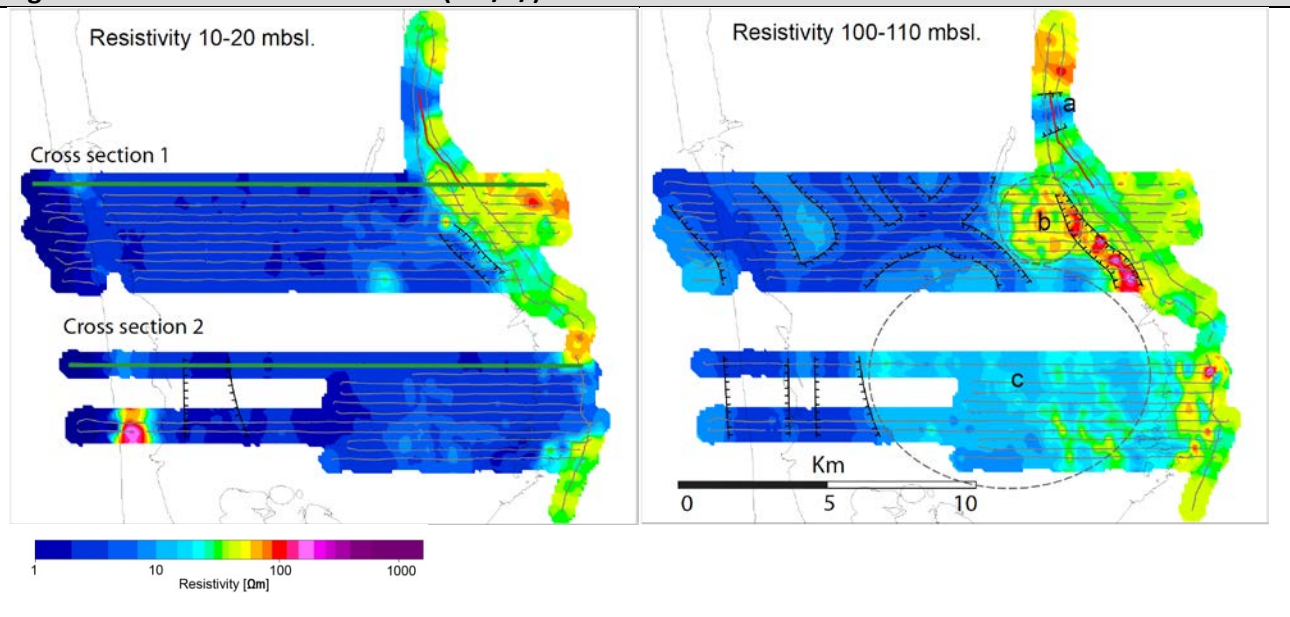 Resistivity 10-20 mbsl.
Cross section 1
Cross section 2
Resistivity 100-110 mbsl.
a
b
c
Km
0 5 10
1 10 100 1000
Resistivity [Ωm]